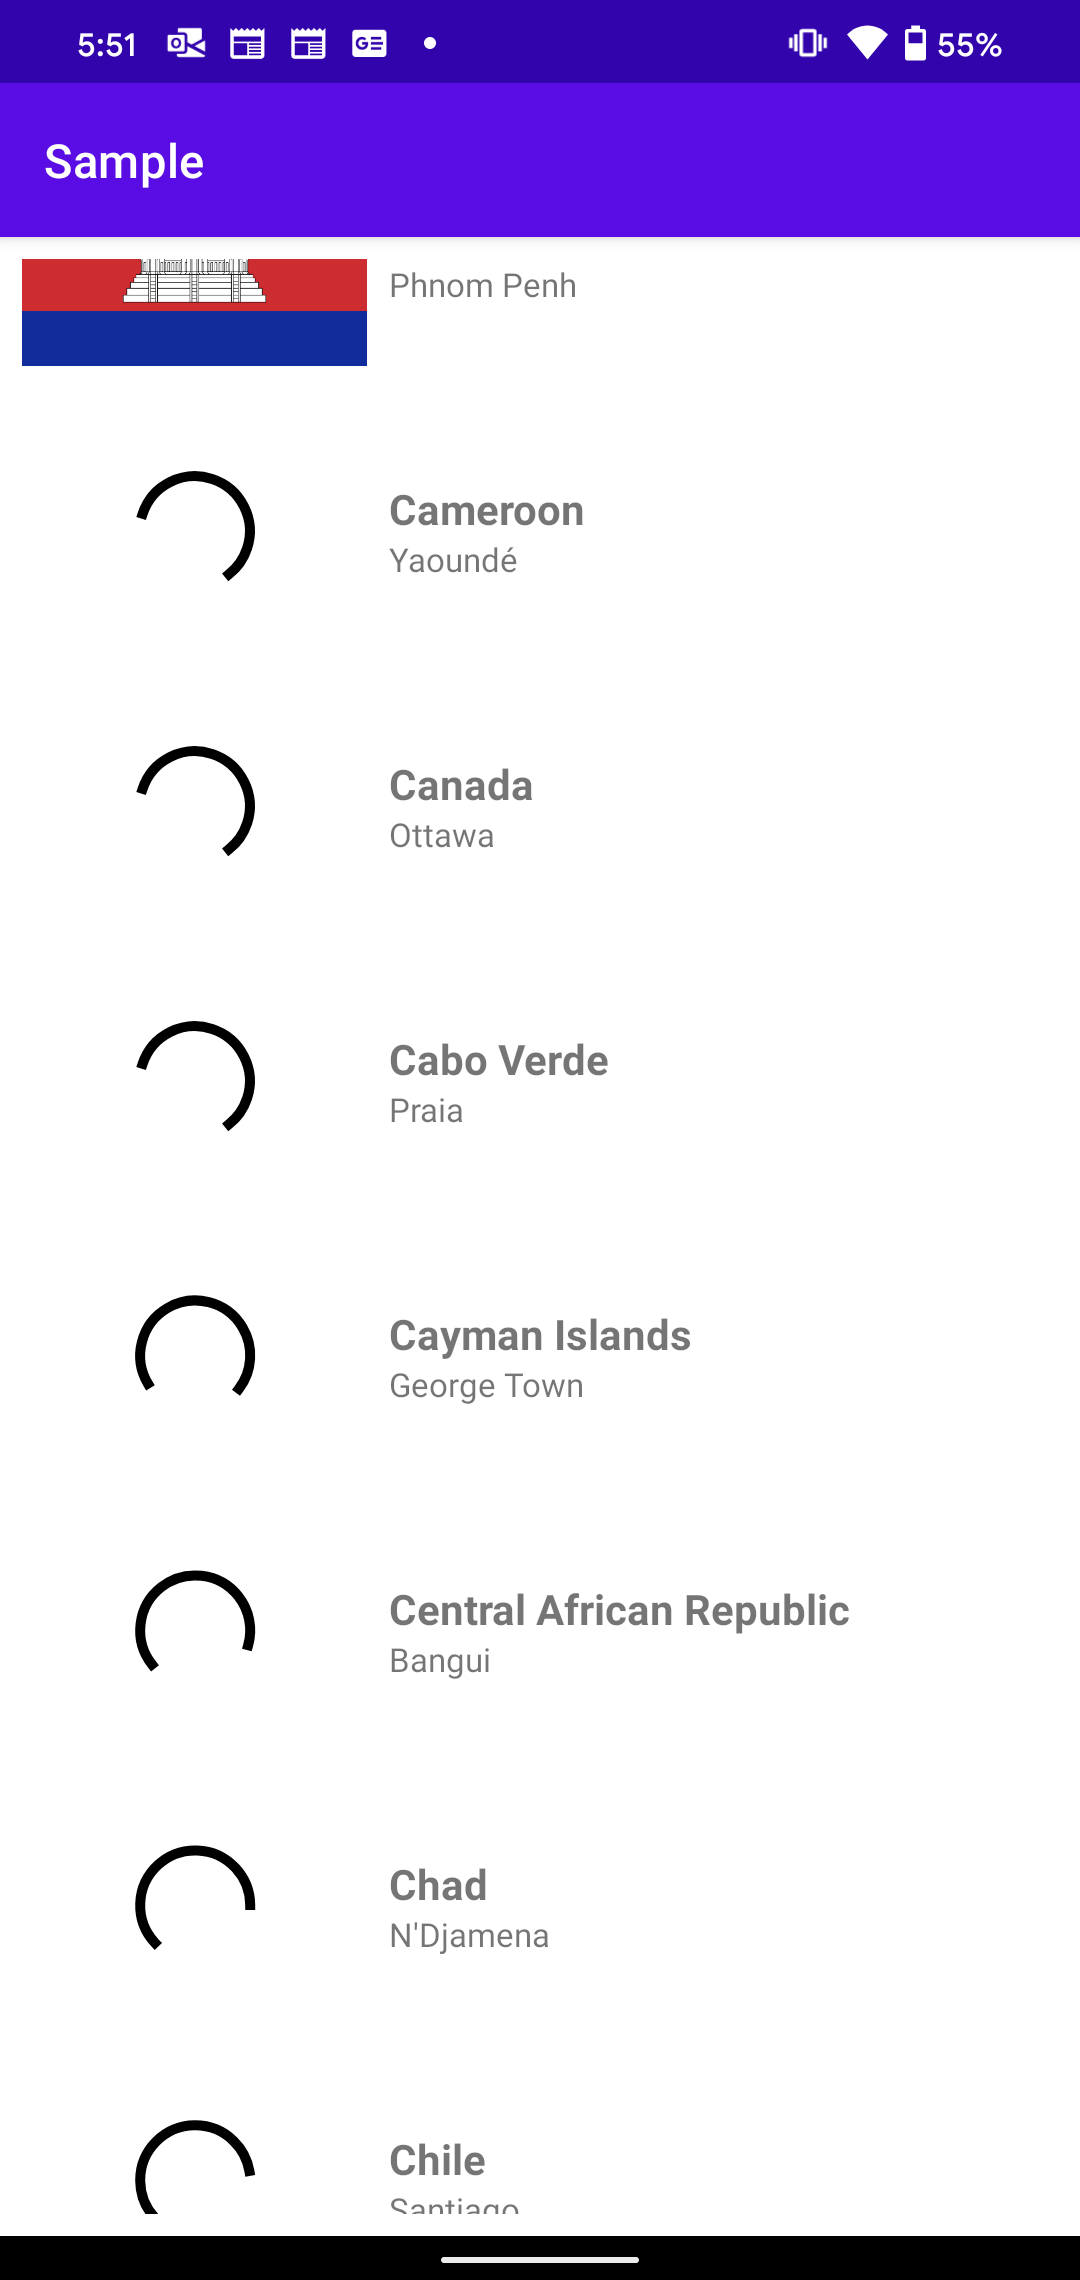 5:51
55%
Sample
Phnom Penh
Cameroon
Yaoundé
Canada
Ottawa
Cabo Verde
Praia
Cayman Islands
George Town
Central African Republic
Bangui
Chad
N'Djamena
Chile
Santiago